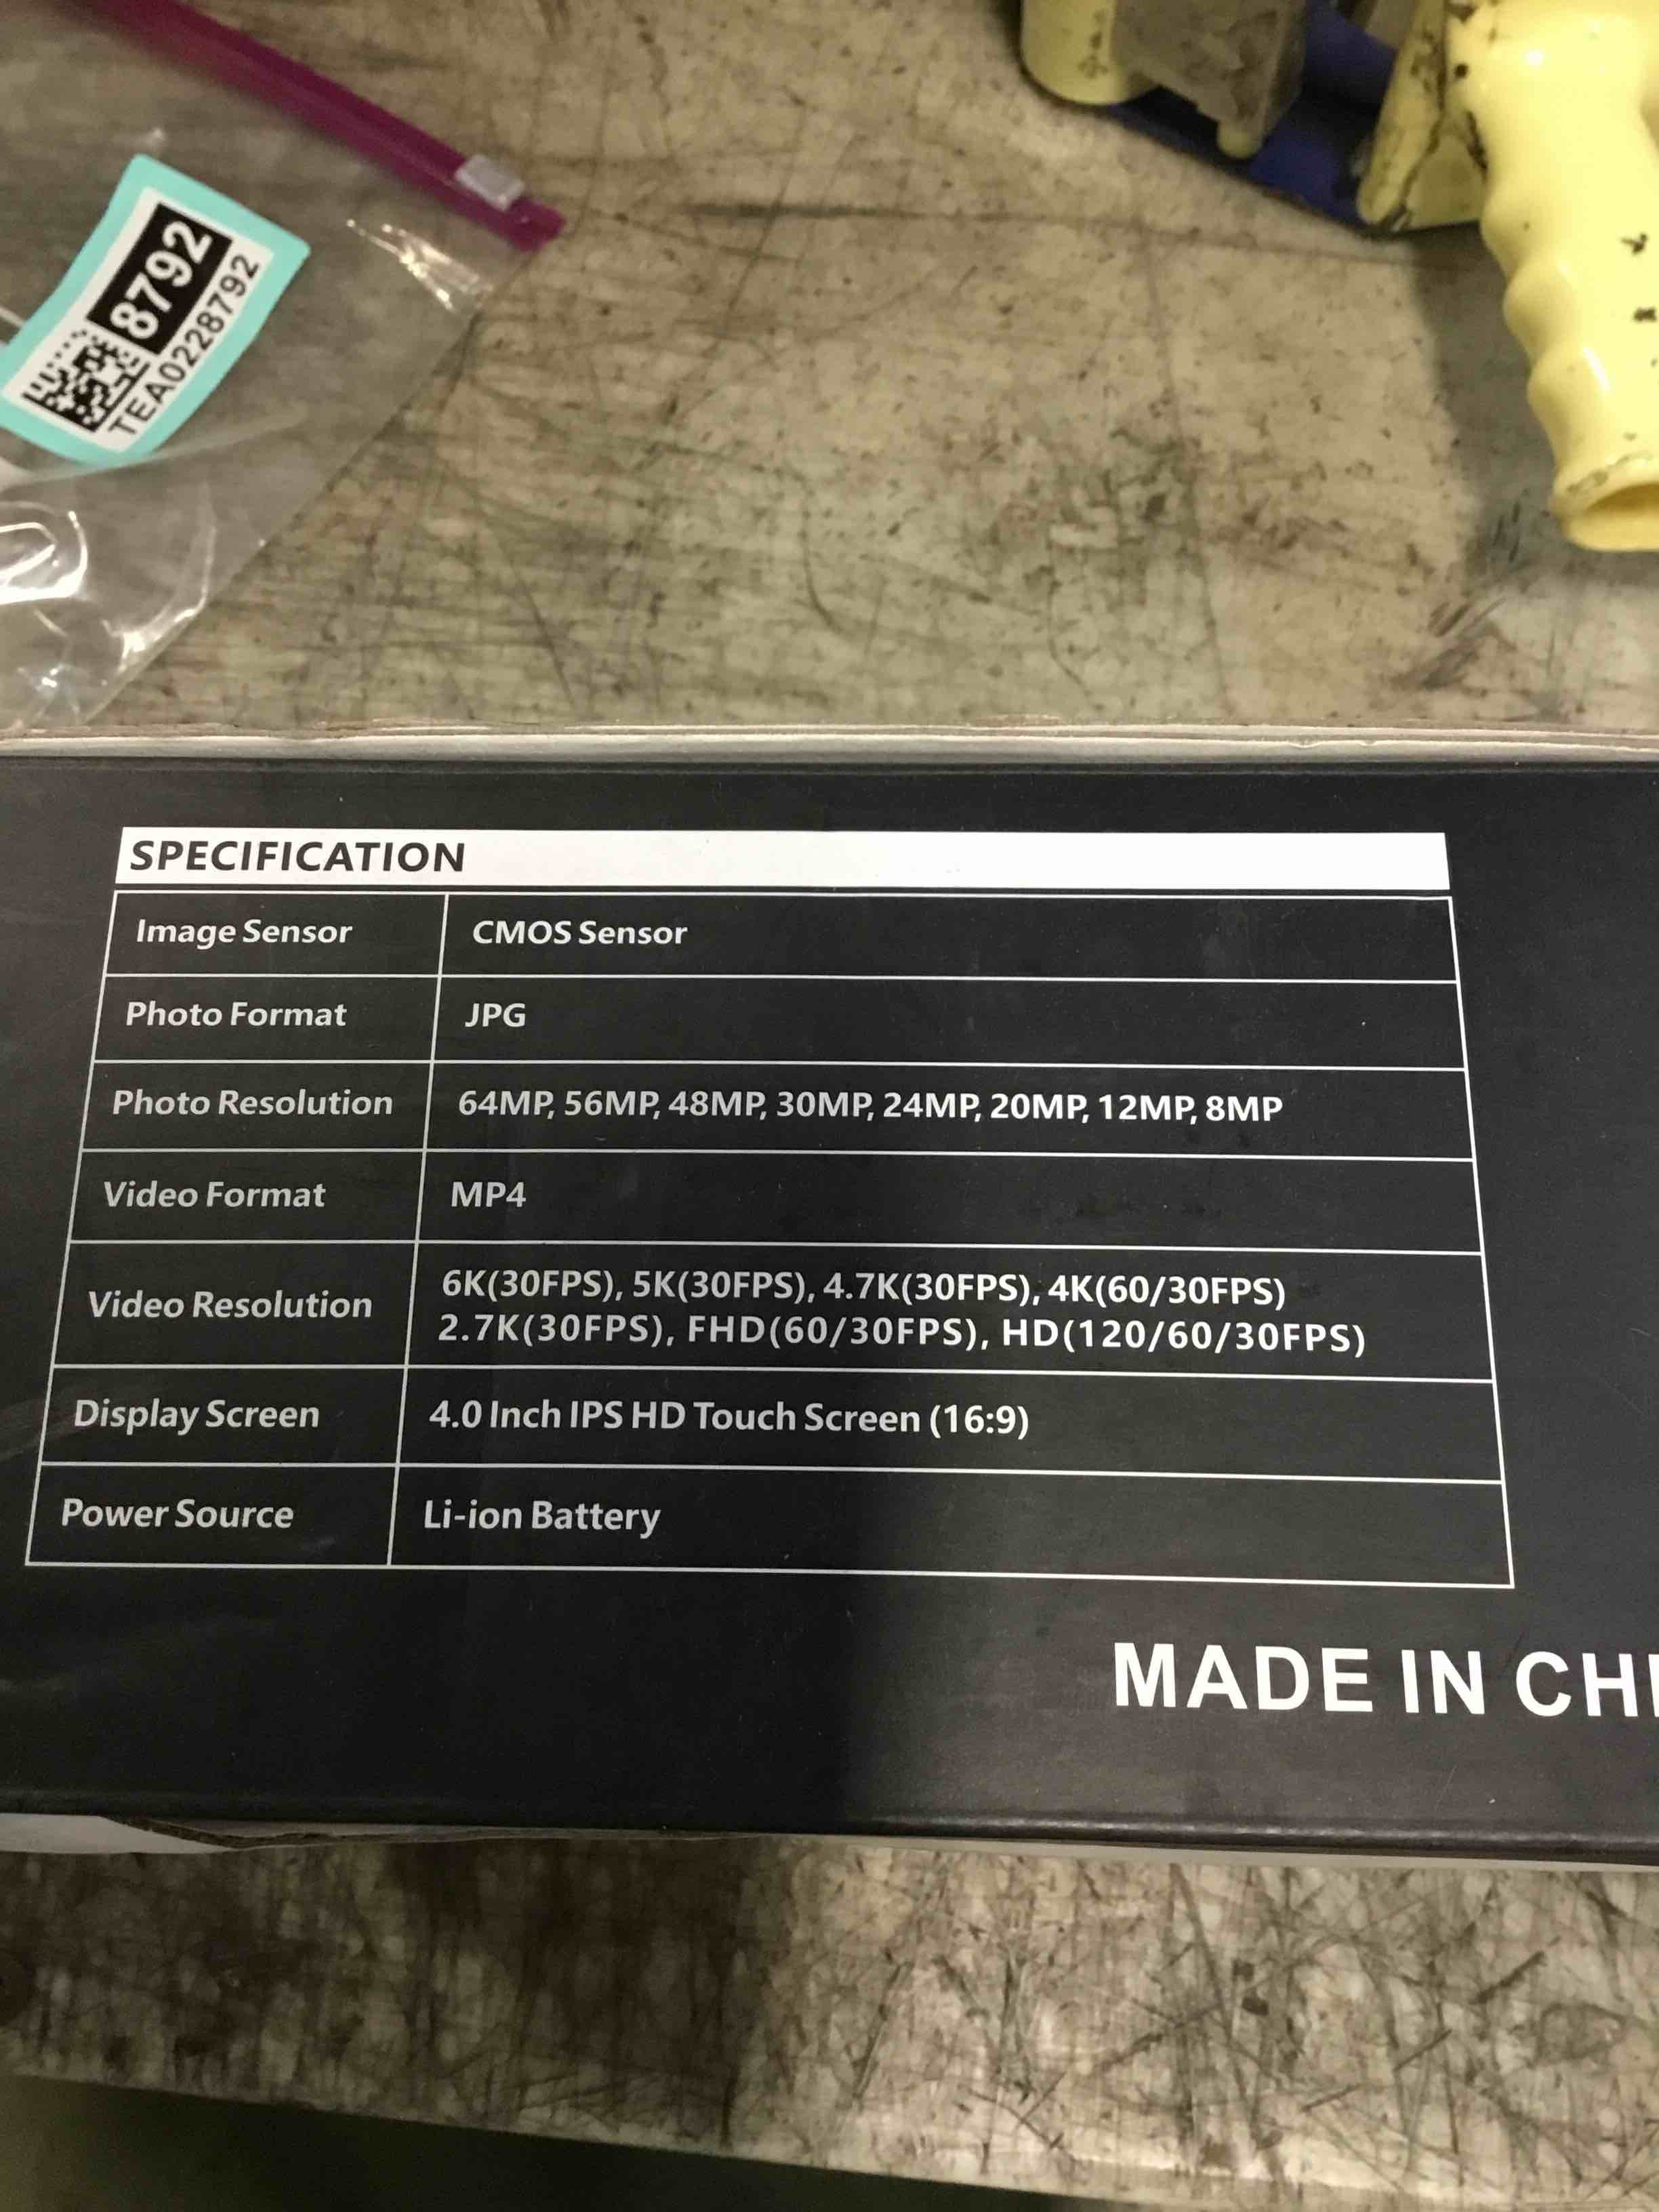 8792
TEA0228792
SPECIFICATION
Image Sensor CMOS Sensor
Photo Format JPG
Photo Resolution 64MP, 56MP, 48MP, 30MP, 24MP, 20MP, 12MP, 8MP
Video Format MP4
Video Resolution 6K(30FPS), 5K(30FPS), 4.7K(30FPS), 4K(60/30FPS)
2.7K(30FPS), FHD(60/30FPS), HD(120/60/30FPS)
Display Screen 4.0 Inch IPS HD Touch Screen (16:9)
Power Source Li-ion Battery
MADE IN CHI